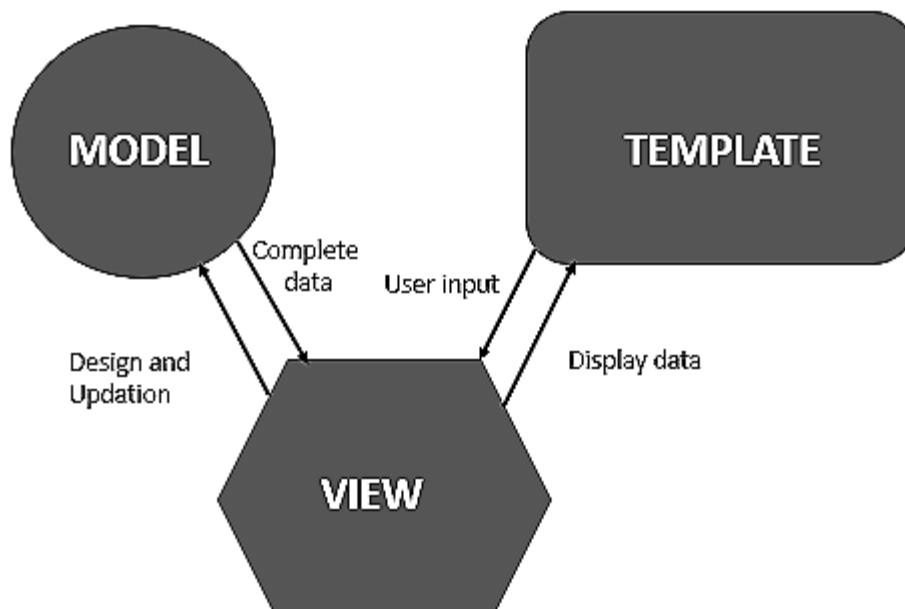 MODEL
TEMPLATE
Complete
data
User input
Design and
Updation
Display data
VIEW